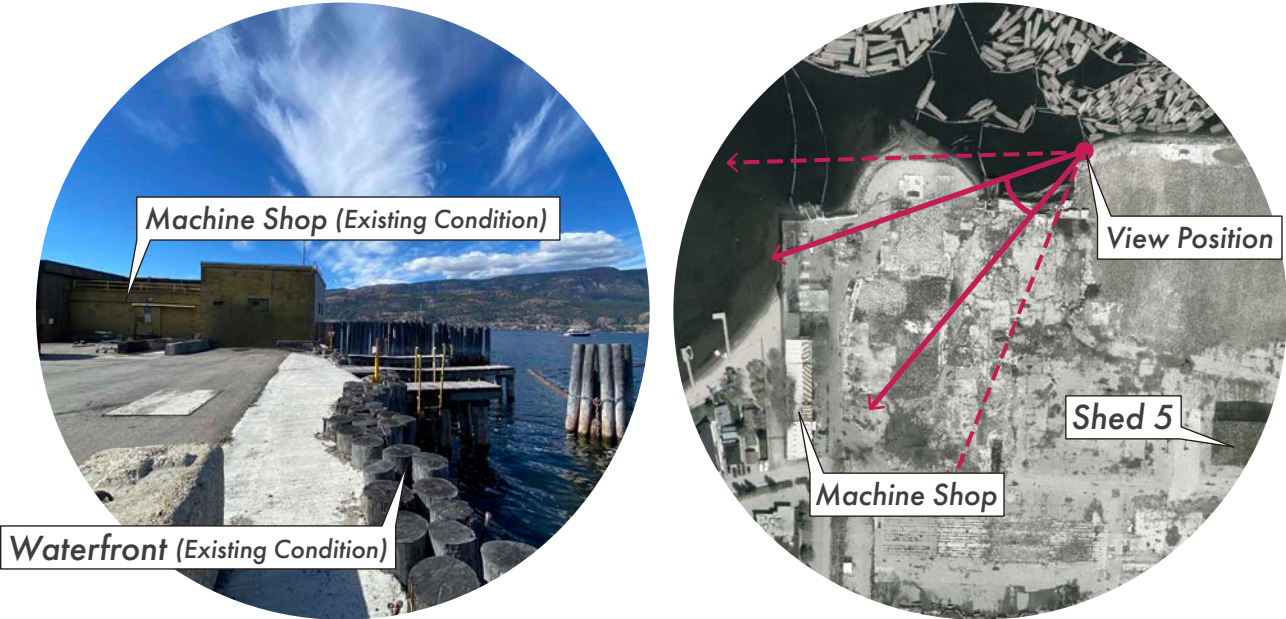 Machine Shop (Existing Condition)
Waterfront (Existing Condition)
View Position
Shed 5
Machine Shop